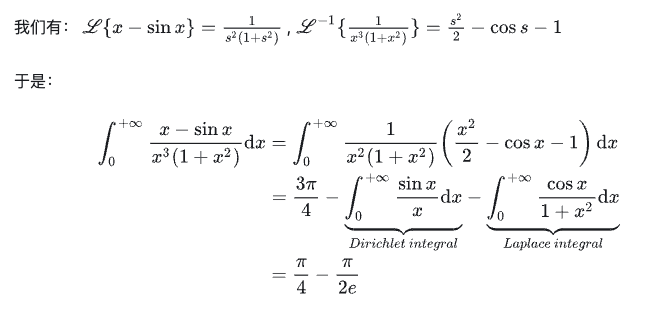 我们有： ℒ{x − sin x} = 1/(s²(1+s²)) , ℒ⁻¹{1/(x³(1+x²))} = s²/2 − cos s − 1
于是：
∫₀^{+∞} (x − sin x)/(x³(1 + x²)) dx = ∫₀^{+∞} 1/(x²(1 + x²)) (x²/2 − cos x − 1) dx
= 3π/4 − ∫₀^{+∞} (sin x)/x dx − ∫₀^{+∞} (cos x)/(1 + x²) dx
Dirichlet integral Laplace integral
= π/4 − π/(2e)